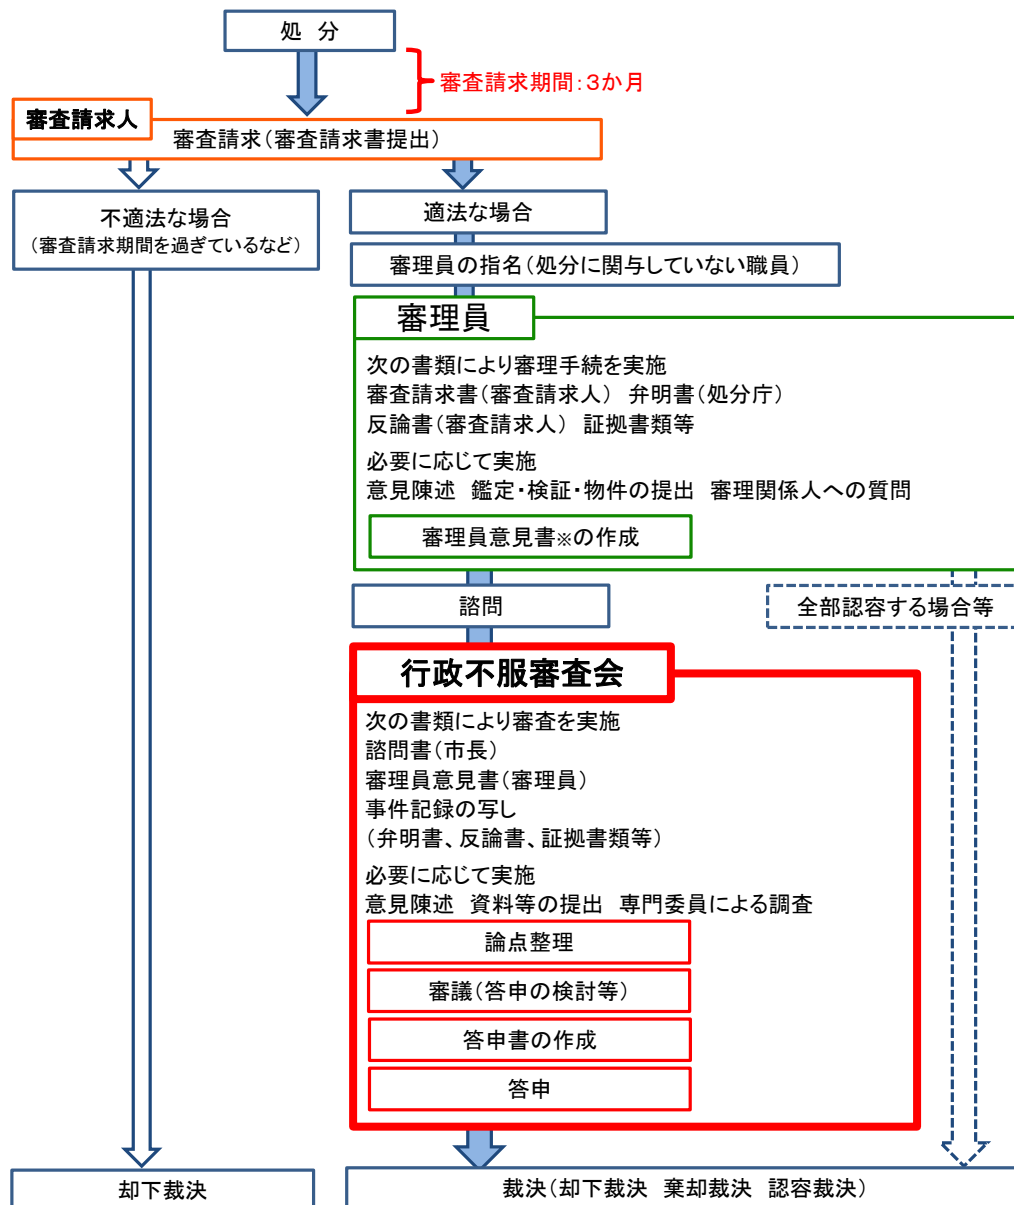 処 分
審査請求期間：３か月
審査請求人
審査請求（審査請求書提出）
不適法な場合
（審査請求期間を過ぎているなど）
適法な場合
審理員の指名（処分に関与していない職員）
審理員
次の書類により審理手続を実施
審査請求書（審査請求人）　弁明書（処分庁）
反論書（審査請求人）　証拠書類等
必要に応じて実施
意見陳述　鑑定・検証・物件の提出　審理関係人への質問
審理員意見書※の作成
諮問
全部認容する場合等
行政不服審査会
次の書類により審査を実施
諮問書（市長）
審理員意見書（審理員）
事件記録の写し
（弁明書、反論書、証拠書類等）
必要に応じて実施
意見陳述　資料等の提出　専門委員による調査
論点整理
審議（答申の検討等）
答申書の作成
答申
却下裁決
裁決（却下裁決　棄却裁決　認容裁決）